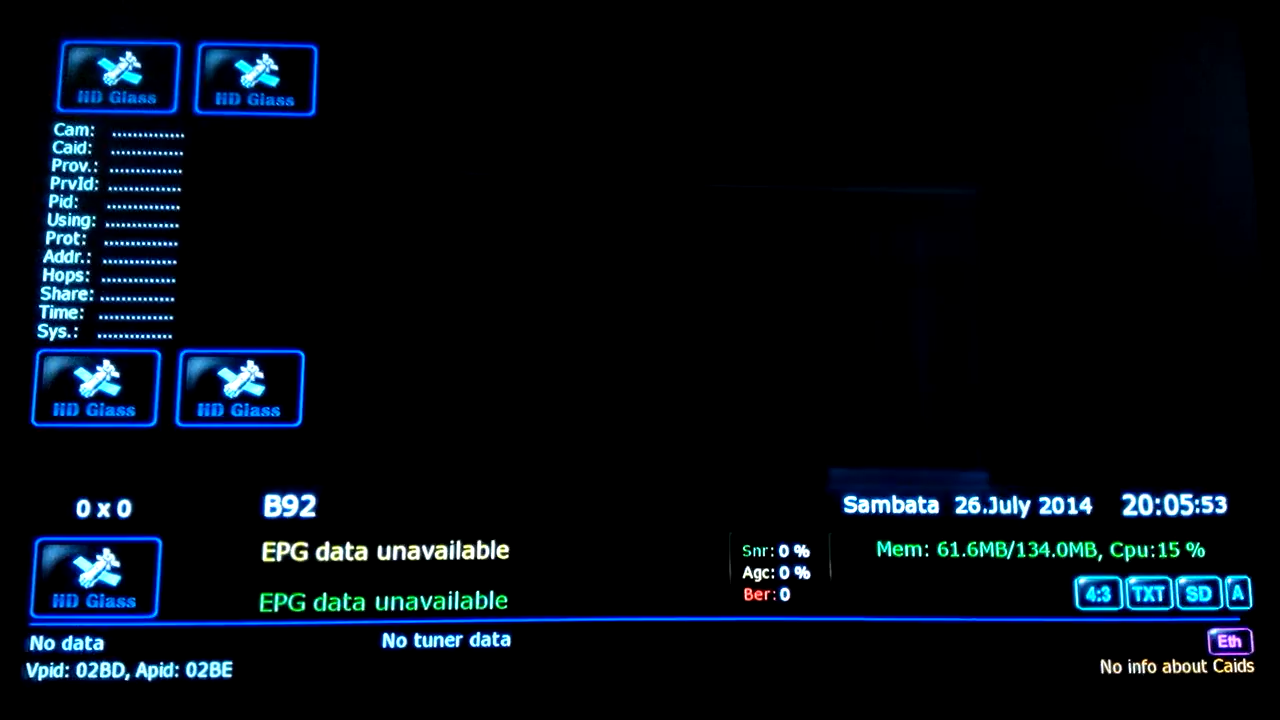 HD Glass HD Glass
Cam: ..............
Caid: ..............
Prov.: ..............
PrvId: ..............
Pid: ..............
Using: ..............
Prot: ..............
Addr.: ..............
Hops: ..............
Share: ..............
Time: ..............
Sys.: ..............
HD Glass HD Glass
0 x 0 B92 Sambata 26.July 2014 20:05:53
EPG data unavailable
Snr: 0 %
Mem: 61.6MB/134.0MB, Cpu:15 %
Agc: 0 %
HD Glass
EPG data unavailable
Ber: 0
4:3 TXT SD A
No data No tuner data Eth
Vpid: 02BD, Apid: 02BE No info about Caids